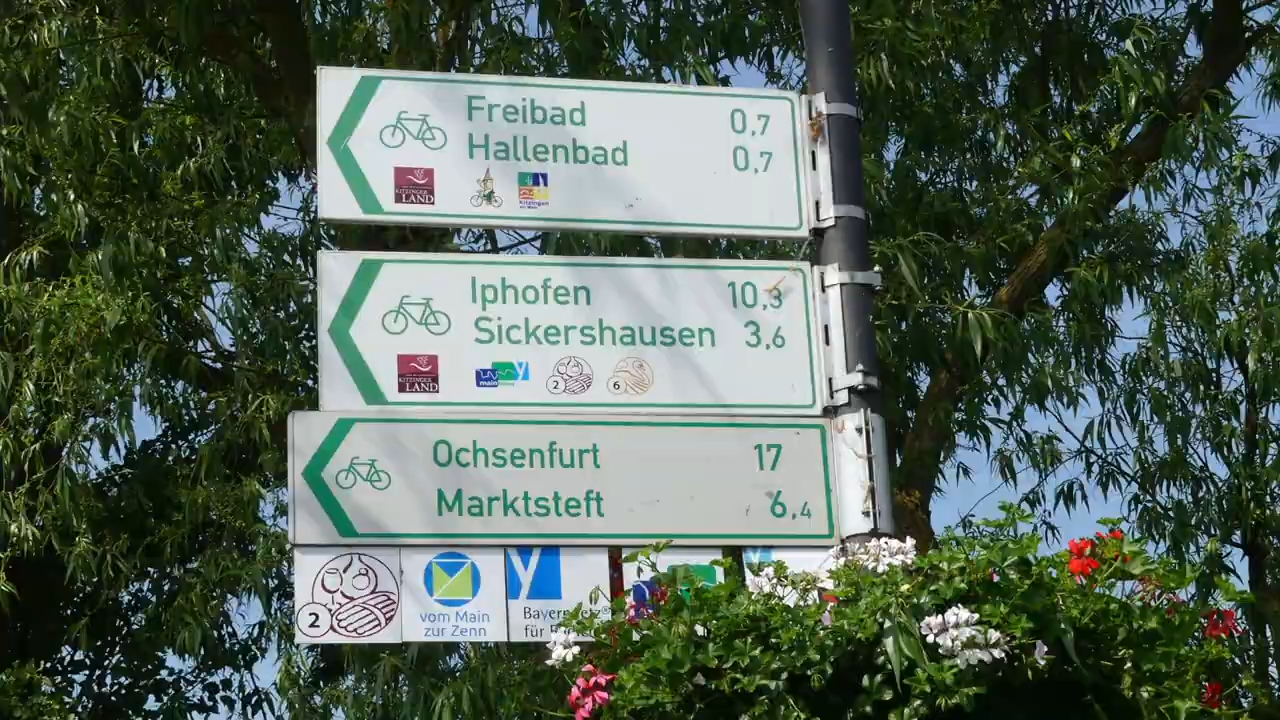 Freibad 0,7
Hallenbad 0,7
KITZINGER
LAND
Kitzingen
Iphofen 10,3
Sickershausen 3,6
KITZINGER
LAND
main y
2
6
Ochsenfurt 17
Marktsteft 6,4
2
vom Main
zur Zenn
y
Bayern
für